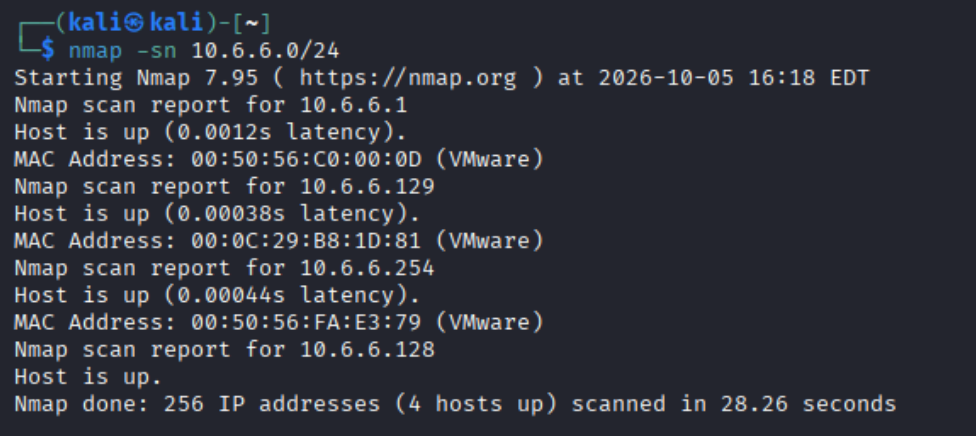 ┌──(kali㉿kali)-[~]
└─$ nmap -sn 10.6.6.0/24
Starting Nmap 7.95 ( https://nmap.org ) at 2026-10-05 16:18 EDT
Nmap scan report for 10.6.6.1
Host is up (0.0012s latency).
MAC Address: 00:50:56:C0:00:0D (VMware)
Nmap scan report for 10.6.6.129
Host is up (0.00038s latency).
MAC Address: 00:0C:29:B8:1D:81 (VMware)
Nmap scan report for 10.6.6.254
Host is up (0.00044s latency).
MAC Address: 00:50:56:FA:E3:79 (VMware)
Nmap scan report for 10.6.6.128
Host is up.
Nmap done: 256 IP addresses (4 hosts up) scanned in 28.26 seconds